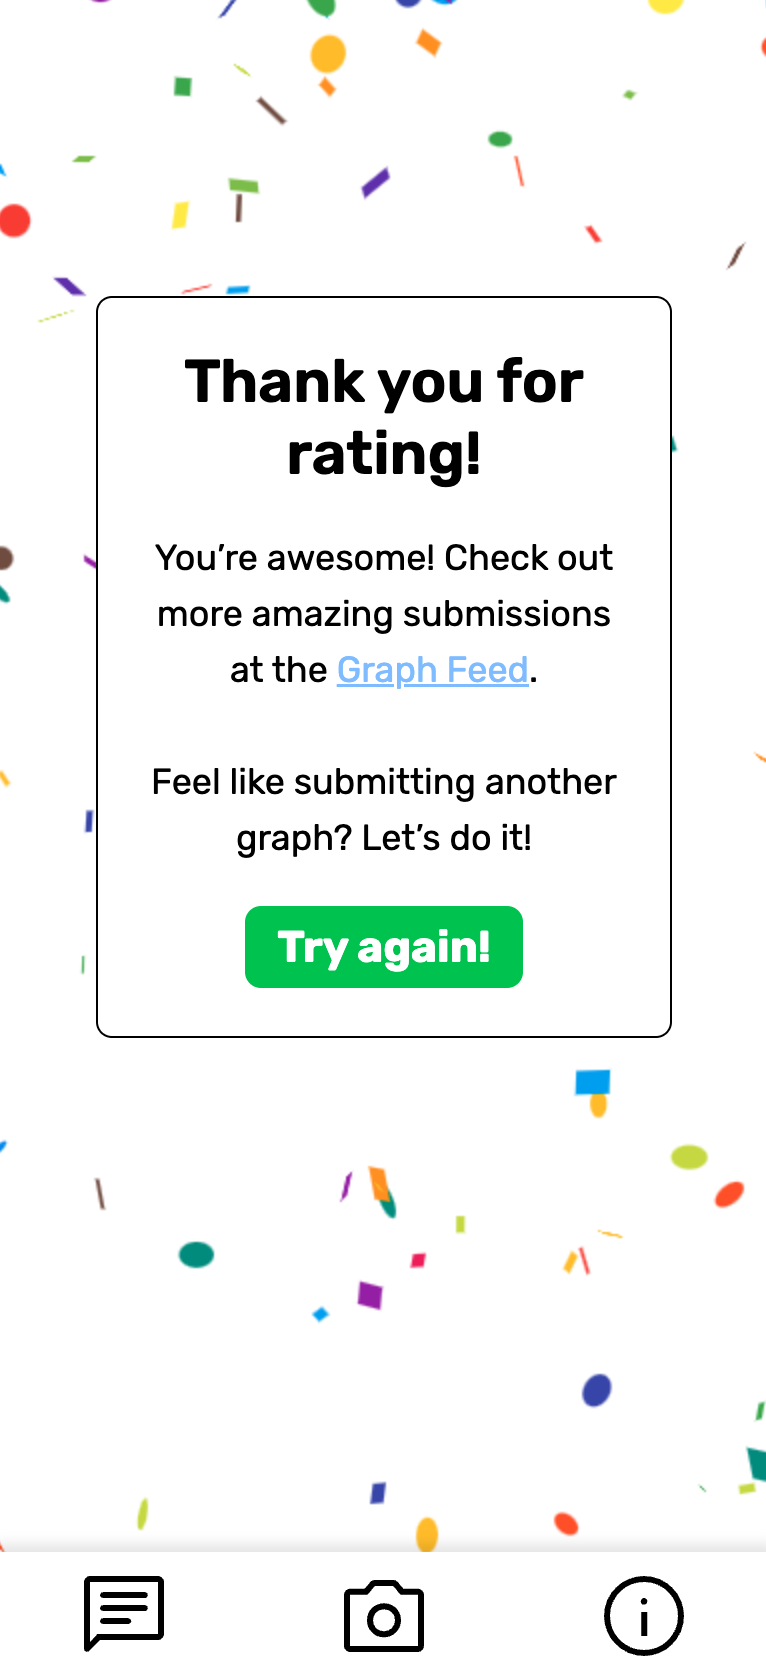 Thank you for
rating!
You’re awesome! Check out
more amazing submissions
at the Graph Feed.
Feel like submitting another
graph? Let’s do it!
Try again!